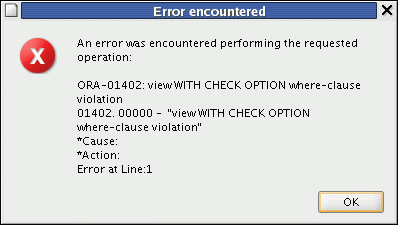 Error encountered
An error was encountered performing the requested
operation:
ORA-01402: view WITH CHECK OPTION where-clause
violation
01402. 00000 - "view WITH CHECK OPTION
where-clause violation"
*Cause:
*Action:
Error at Line:1
OK